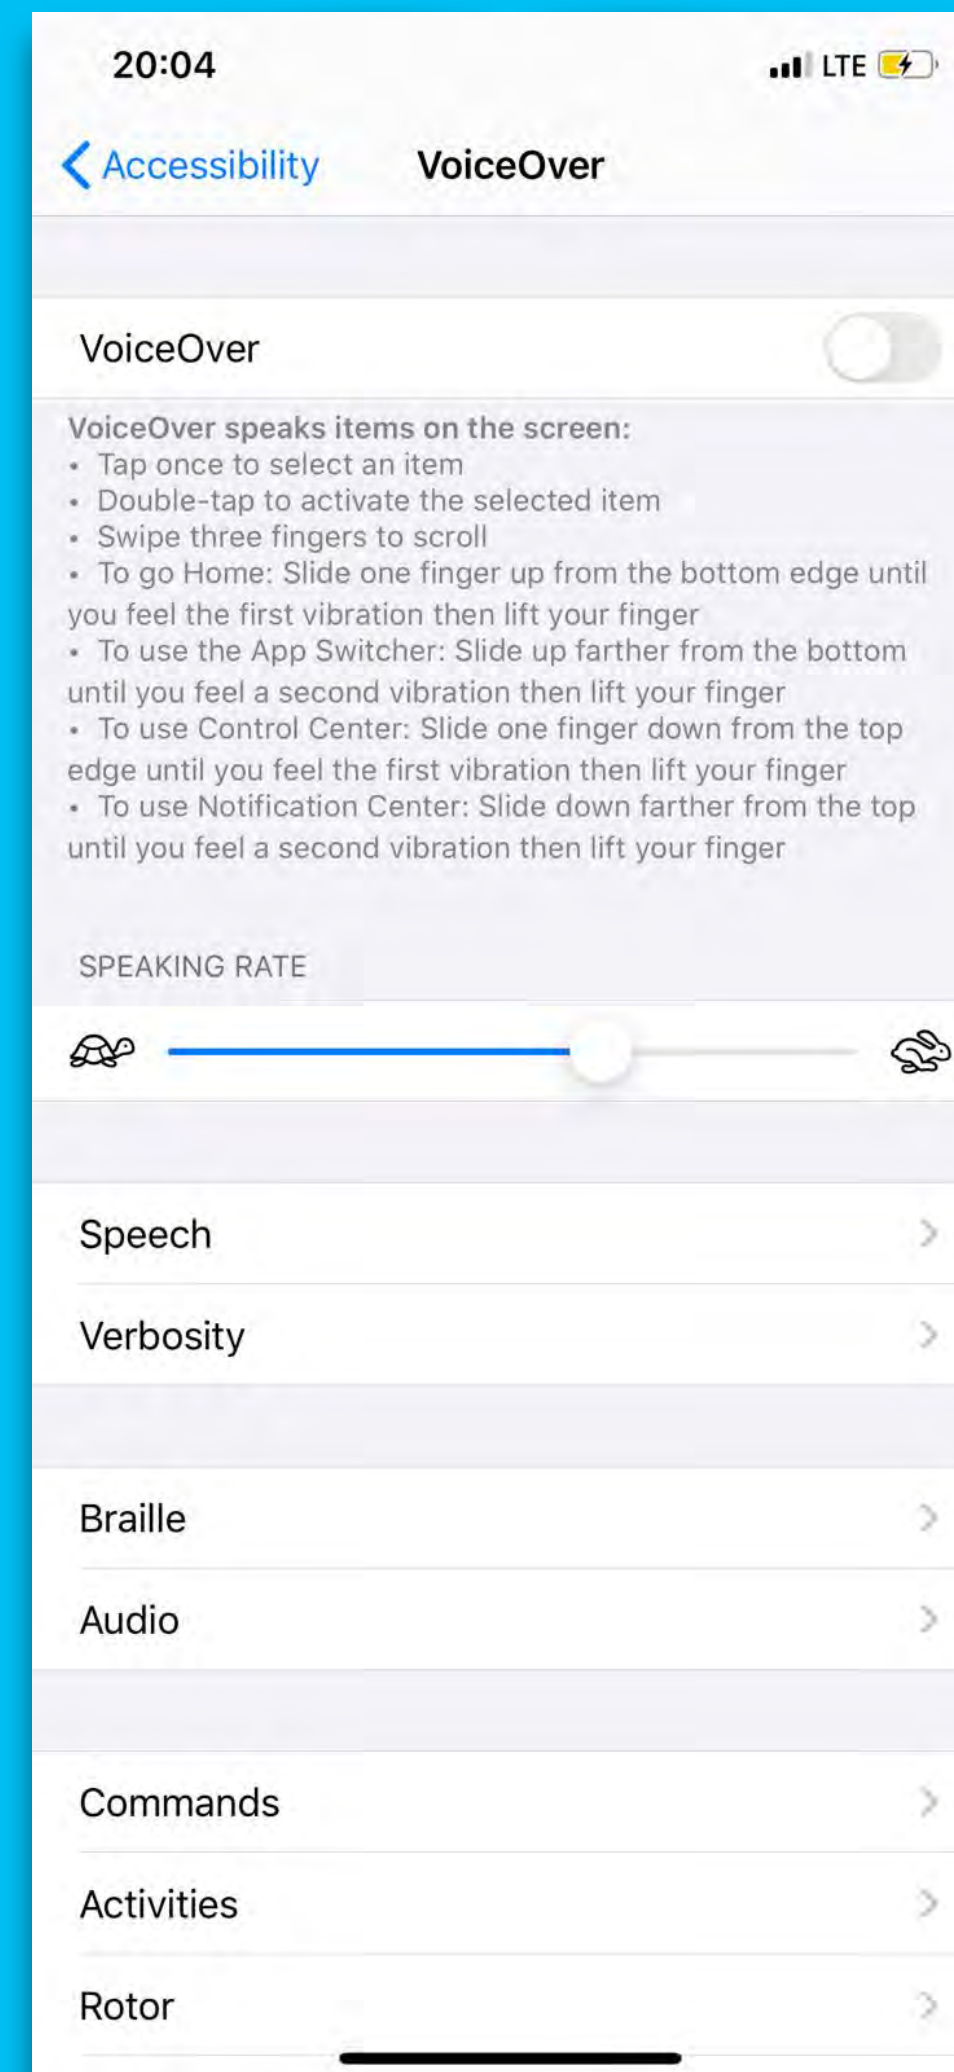 20:04
LTE
Accessibility
VoiceOver
VoiceOver
VoiceOver speaks items on the screen:
• Tap once to select an item
• Double-tap to activate the selected item
• Swipe three fingers to scroll
• To go Home: Slide one finger up from the bottom edge until
you feel the first vibration then lift your finger
• To use the App Switcher: Slide up farther from the bottom
until you feel a second vibration then lift your finger
• To use Control Center: Slide one finger down from the top
edge until you feel the first vibration then lift your finger
• To use Notification Center: Slide down farther from the top
until you feel a second vibration then lift your finger
SPEAKING RATE
Speech
Verbosity
Braille
Audio
Commands
Activities
Rotor